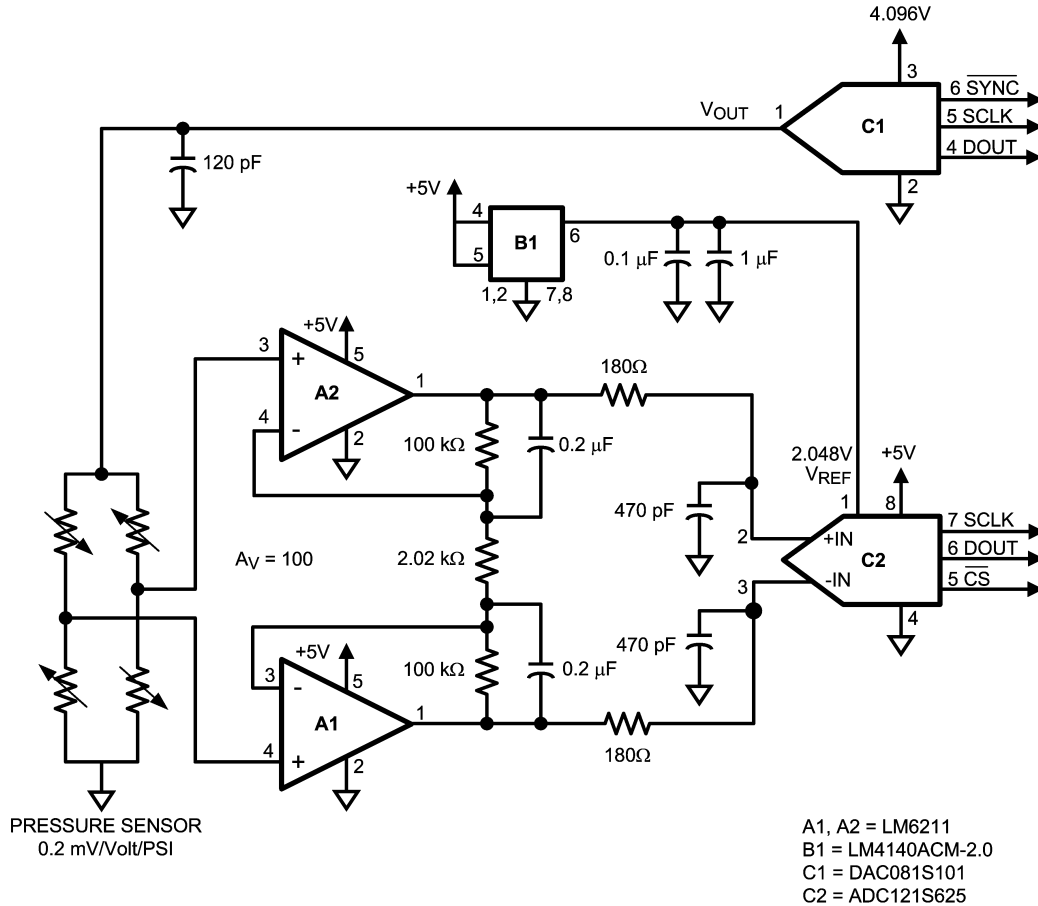 4.096V
3
6 SYNC
VOUT 1
C1
5 SCLK
4 DOUT
120 pF
2
+5V
4
B1
6
5
0.1 µF
1 µF
1,2
7,8
+5V
3
+
5
180Ω
A2
1
4
-
2
100 kΩ
0.2 µF
2.048V
+5V
VREF
1
8
470 pF
7 SCLK
2
+IN
AV = 100
2.02 kΩ
C2
6 DOUT
3
-IN
5 CS
4
+5V
470 pF
100 kΩ
0.2 µF
3
-
5
A1
1
4
+
2
180Ω
PRESSURE SENSOR
0.2 mV/Volt/PSI
A1, A2 = LM6211
B1 = LM4140ACM-2.0
C1 = DAC081S101
C2 = ADC121S625